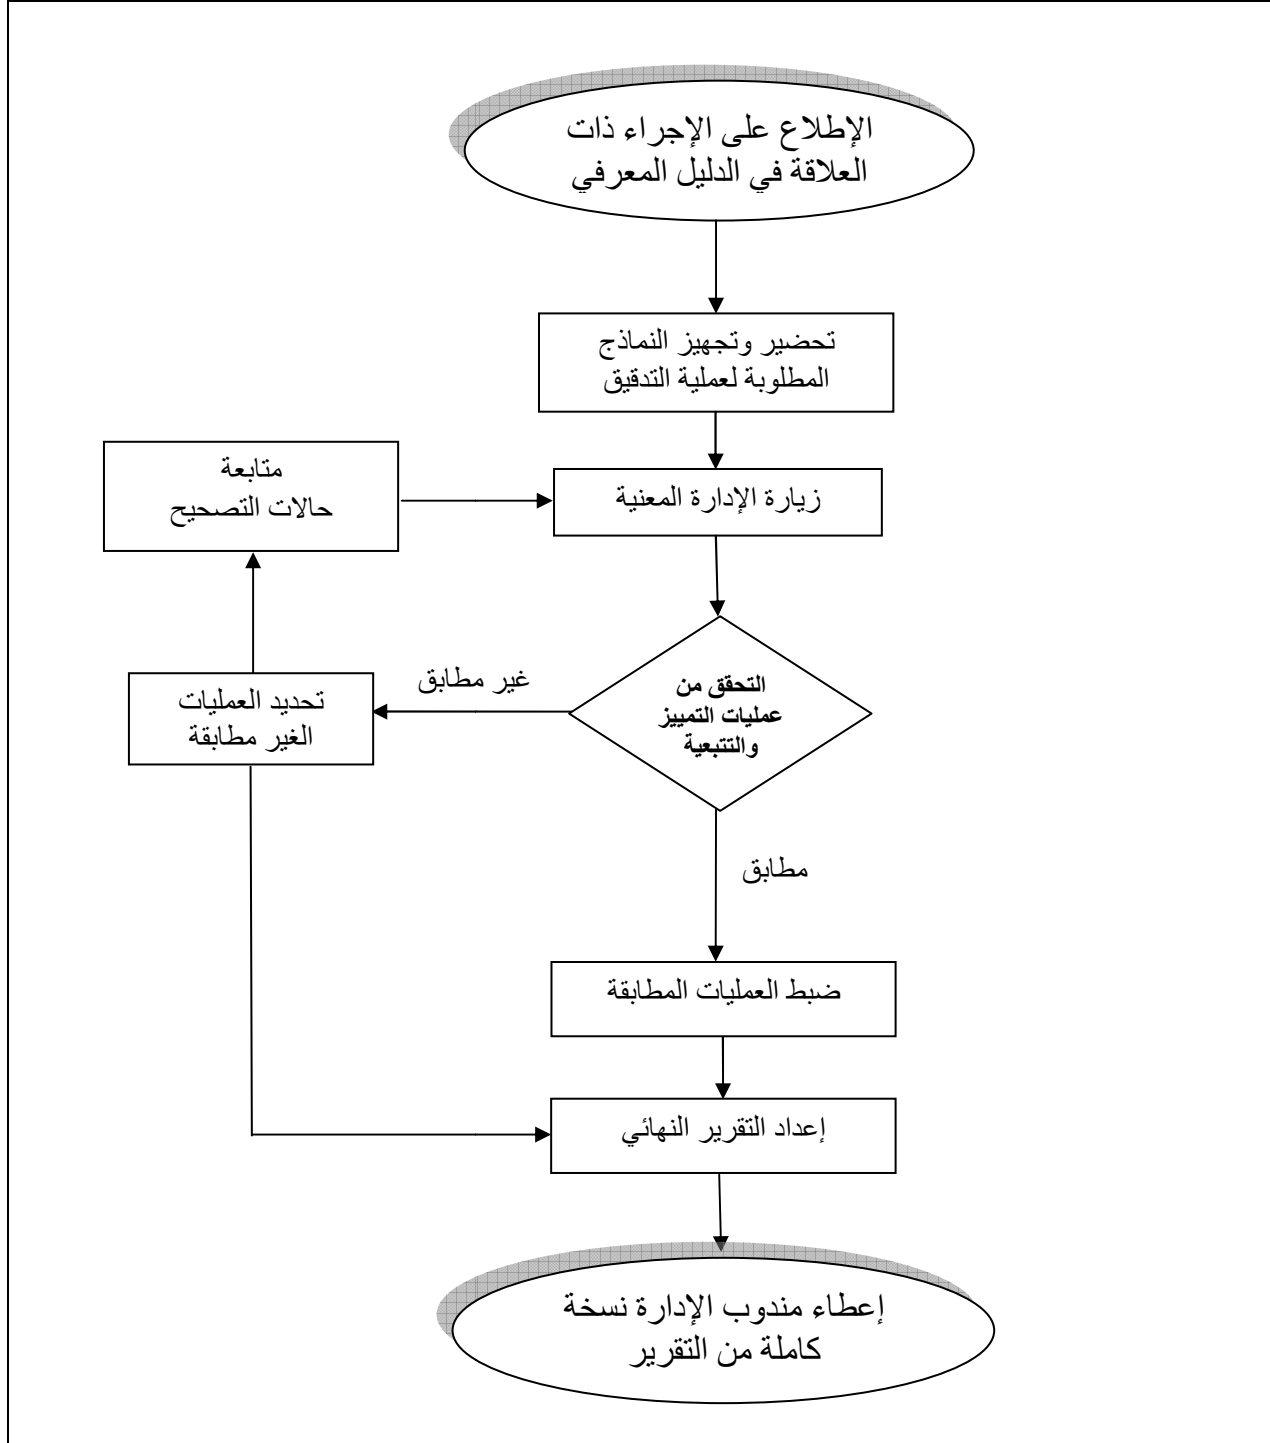 الإطلاع على الإجراء ذات
العلاقة في الدليل المعرفي
تحضير وتجهيز النماذج
المطلوبة لعملية التدقيق
متابعة
حالات التصحيح
زيارة الإدارة المعنية
التحقق من
عمليات التمييز
والتتبعية
غير مطابق
تحديد العمليات
الغير مطابقة
مطابق
ضبط العمليات المطابقة
إعداد التقرير النهائي
إعطاء مندوب الإدارة نسخة
كاملة من التقرير